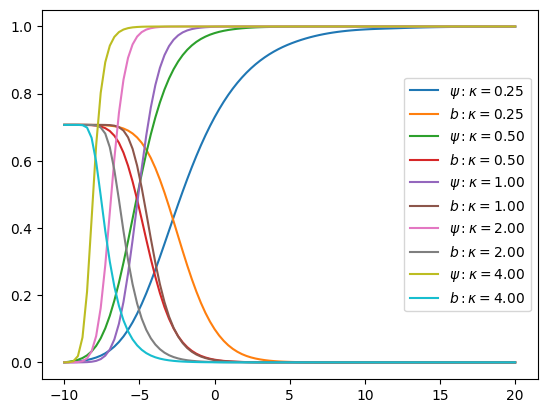 1.0
0.8
0.6
0.4
0.2
0.0
−10 −5 0 5 10 15 20
ψ: κ = 0.25
b: κ = 0.25
ψ: κ = 0.50
b: κ = 0.50
ψ: κ = 1.00
b: κ = 1.00
ψ: κ = 2.00
b: κ = 2.00
ψ: κ = 4.00
b: κ = 4.00